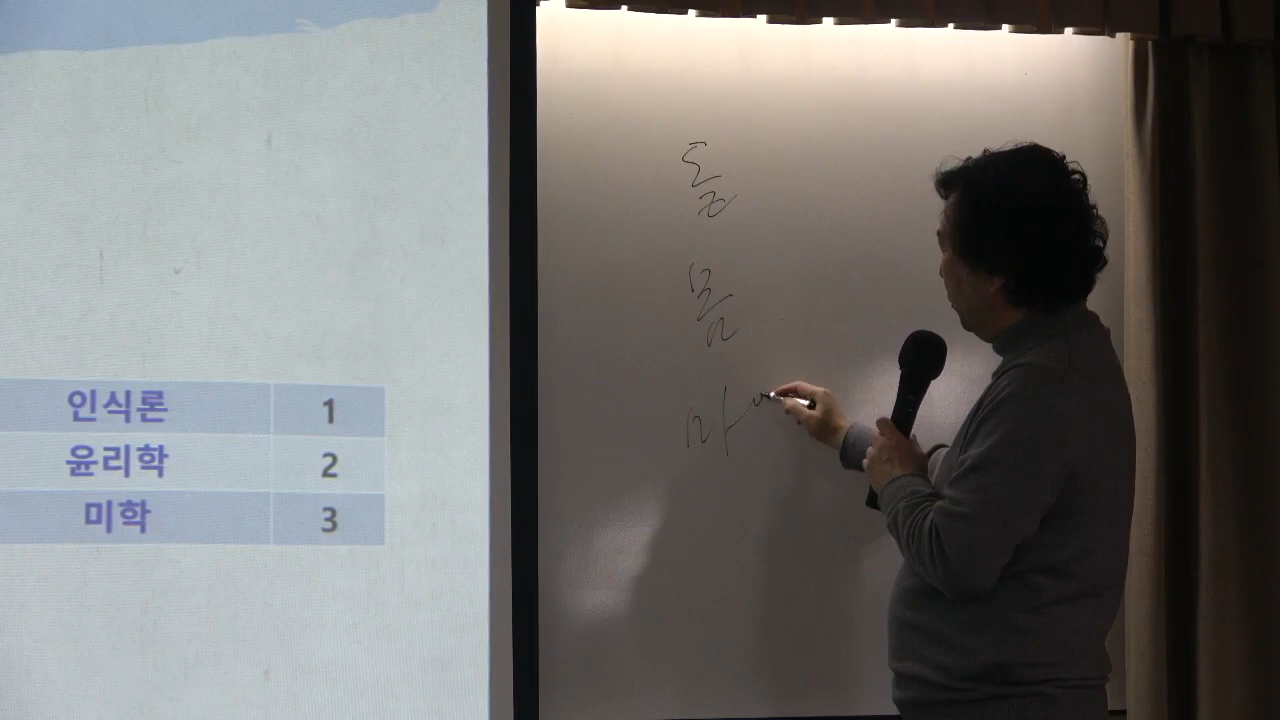 인식론 1
윤리학 2
미학 3
돌
몸
마